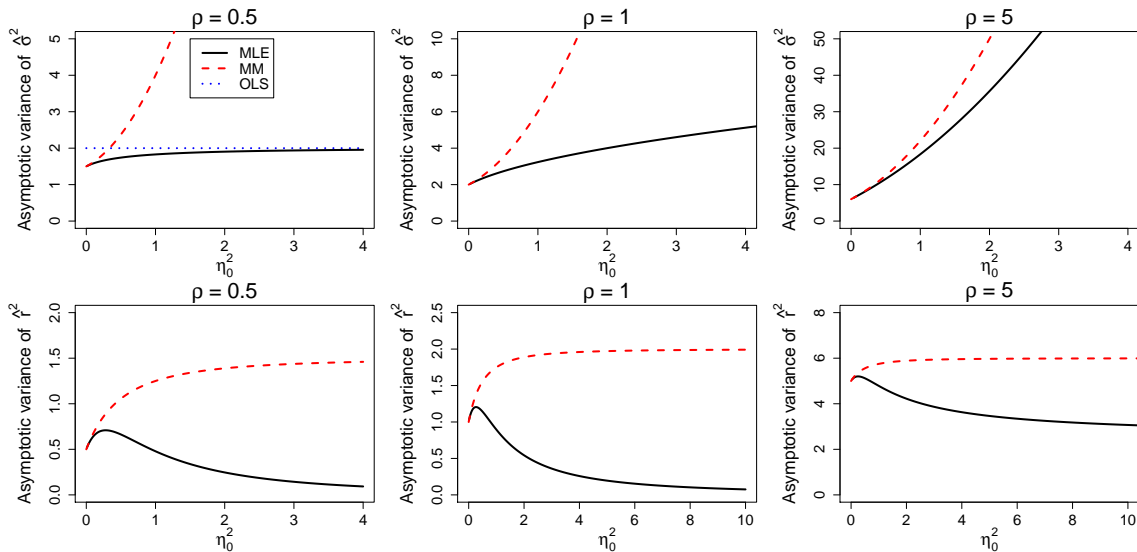 ρ = 0.5
Asymptotic variance of σ̂²
5
4
3
2
1
0
MLE
MM
OLS
0 1 2 3 4
η₀²
ρ = 1
Asymptotic variance of σ̂²
10
8
6
4
2
0
0 1 2 3 4
η₀²
ρ = 5
Asymptotic variance of σ̂²
50
40
30
20
10
0
0 1 2 3 4
η₀²
ρ = 0.5
Asymptotic variance of r̂²
2.0
1.5
1.0
0.5
0.0
0 1 2 3 4
η₀²
ρ = 1
Asymptotic variance of r̂²
2.5
2.0
1.5
1.0
0.5
0.0
0 2 4 6 8 10
η₀²
ρ = 5
Asymptotic variance of r̂²
8
6
4
2
0
0 2 4 6 8 10
η₀²